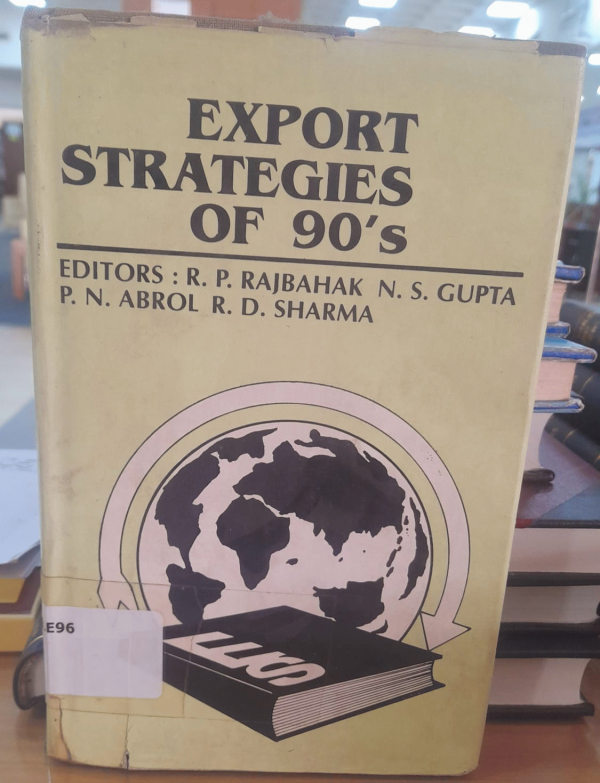 EXPORT
STRATEGIES
OF 90's
EDITORS : R. P. RAJBAHAK N. S. GUPTA
P. N. ABROL R. D. SHARMA
E96